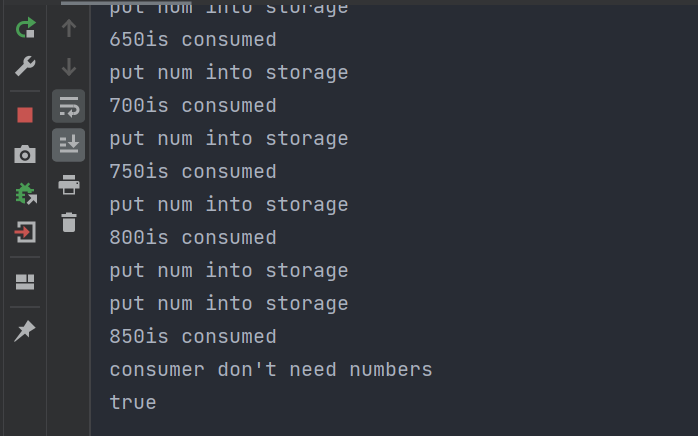 put num into storage
650is consumed
put num into storage
700is consumed
put num into storage
750is consumed
put num into storage
800is consumed
put num into storage
put num into storage
850is consumed
consumer don't need numbers
true